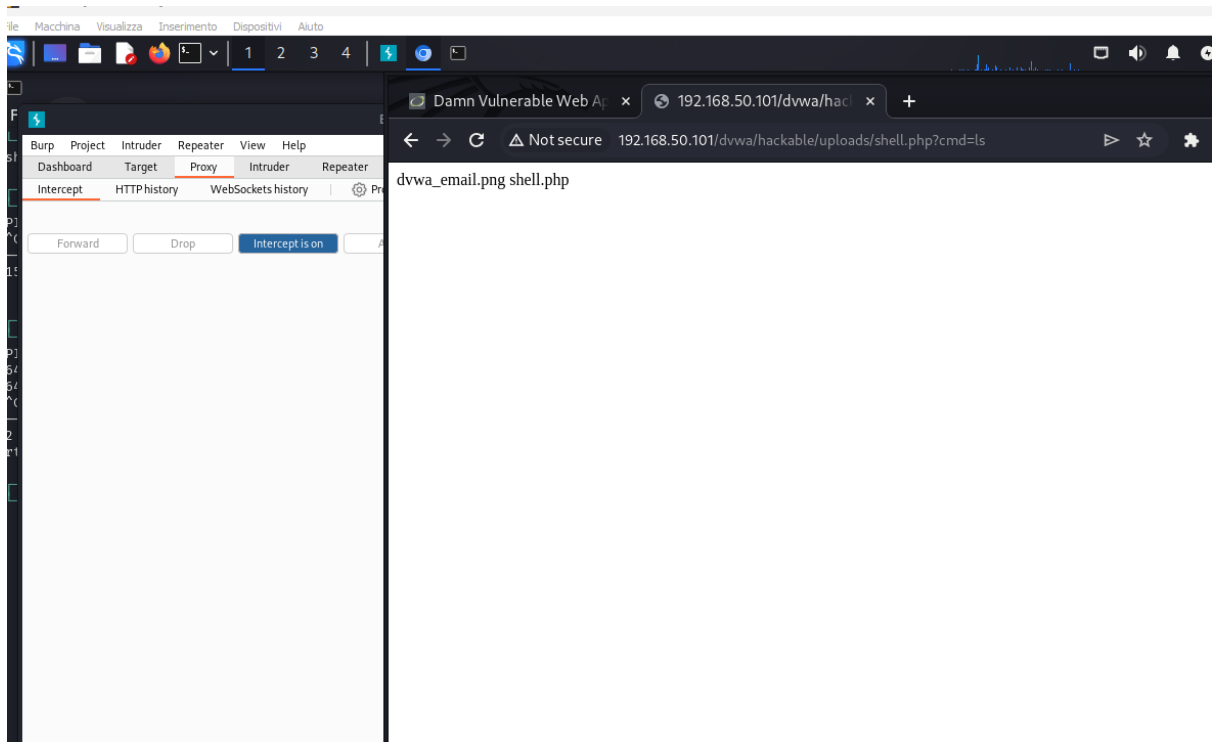 File Macchina Visualizza Inserimento Dispositivi Aiuto
1 2 3 4
Damn Vulnerable Web Ap
192.168.50.101/dvwa/hac
Not secure 192.168.50.101/dvwa/hackable/uploads/shell.php?cmd=ls
Burp Project Intruder Repeater View Help
Dashboard Target Proxy Intruder Repeater
Intercept HTTP history WebSockets history Pr
Forward Drop Intercept is on A
dvwa_email.png shell.php